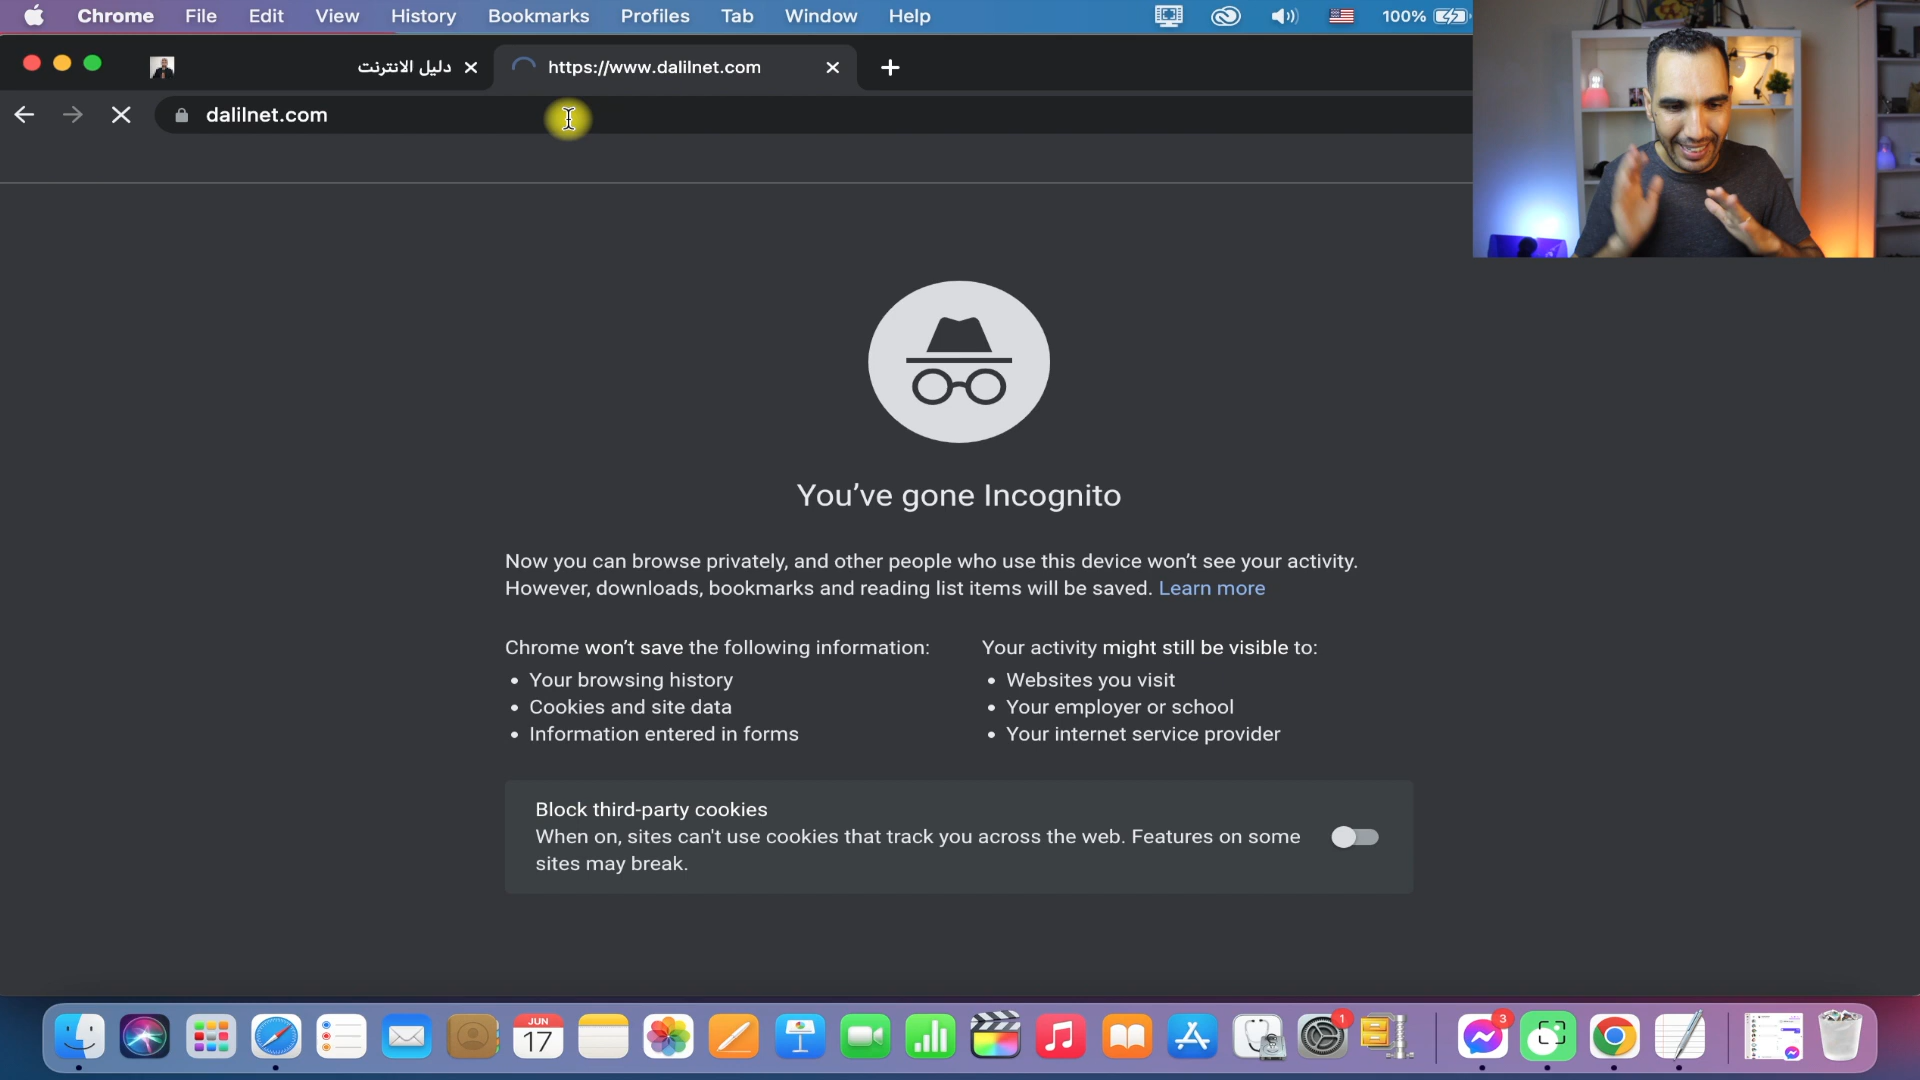 Chrome File Edit View History Bookmarks Profiles Tab Window Help 100%
دليل الانترنت https://www.dalilnet.com
dalilnet.com
You've gone Incognito
Now you can browse privately, and other people who use this device won't see your activity.
However, downloads, bookmarks and reading list items will be saved. Learn more
Chrome won't save the following information:
• Your browsing history
• Cookies and site data
• Information entered in forms
Your activity might still be visible to:
• Websites you visit
• Your employer or school
• Your internet service provider
Block third-party cookies
When on, sites can't use cookies that track you across the web. Features on some
sites may break.
JUN
17
1
3